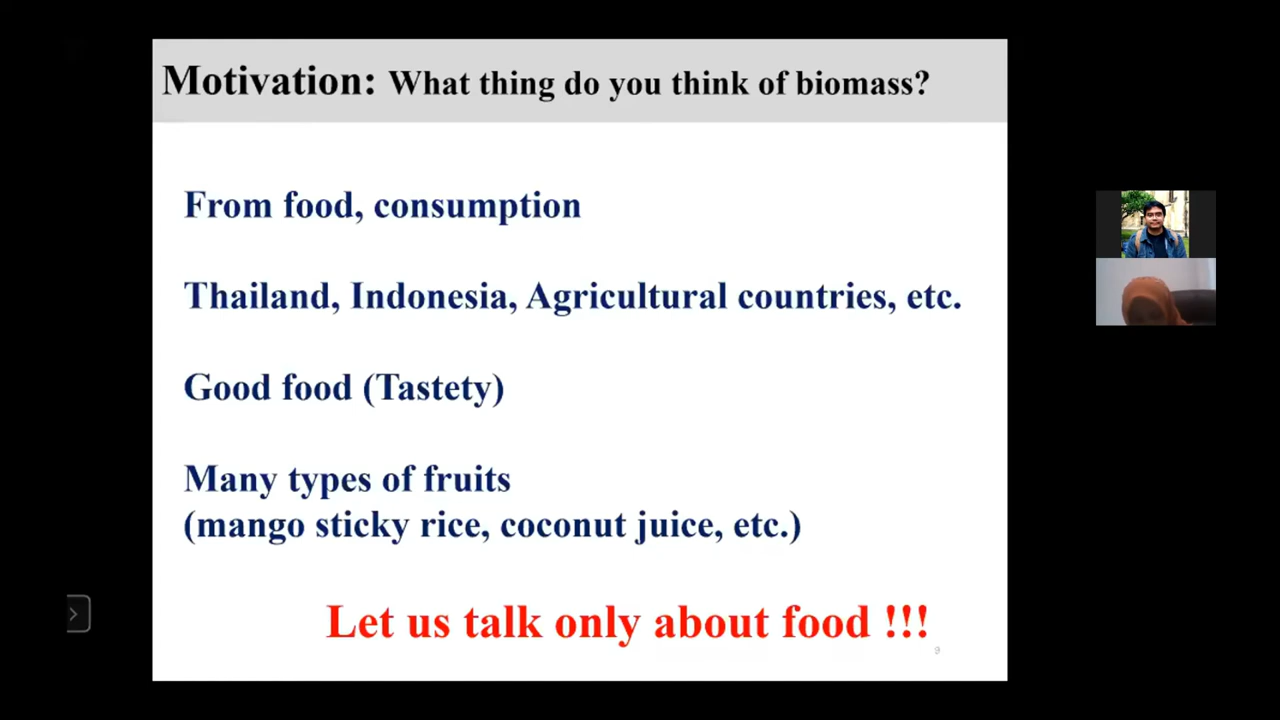 Motivation: What thing do you think of biomass?
From food, consumption
Thailand, Indonesia, Agricultural countries, etc.
Good food (Tastety)
Many types of fruits
(mango sticky rice, coconut juice, etc.)
Let us talk only about food !!!
9